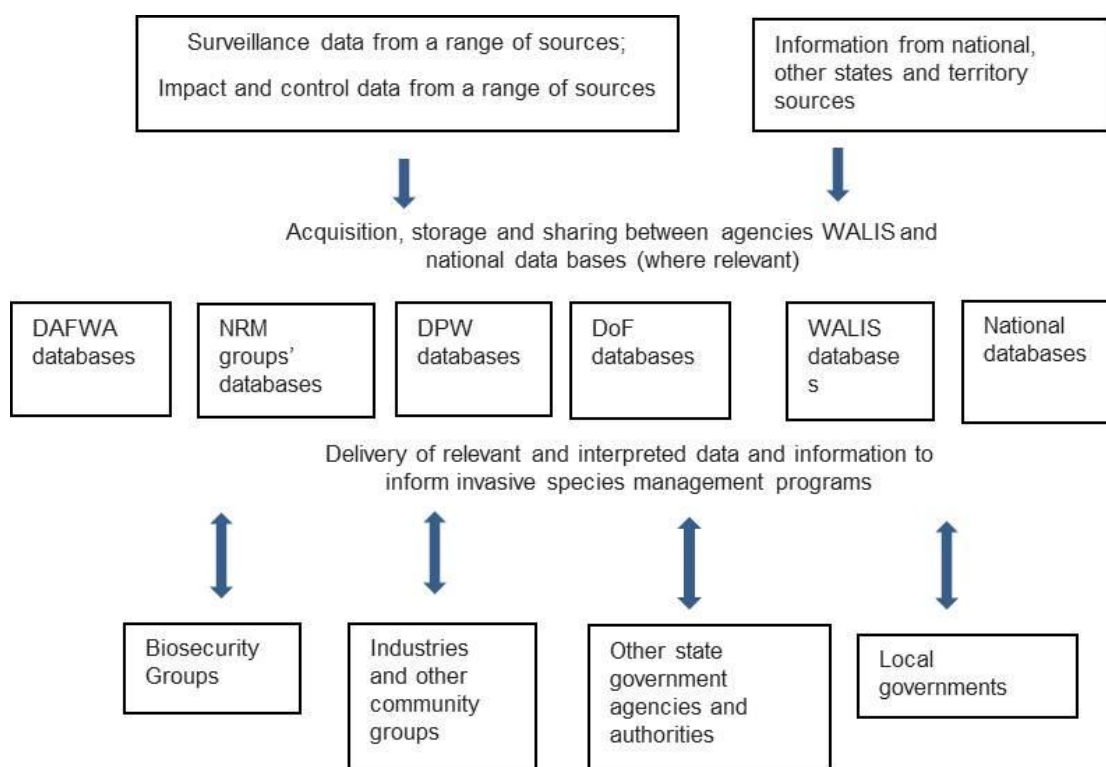 Surveillance data from a range of sources;
Impact and control data from a range of sources
Information from national,
other states and territory
sources
Acquisition, storage and sharing between agencies WALIS and
national data bases (where relevant)
DAFWA
databases
NRM
groups’
databases
DPW
databases
DoF
databases
WALIS
database
s
National
databases
Delivery of relevant and interpreted data and information to
inform invasive species management programs
Biosecurity
Groups
Industries
and other
community
groups
Other state
government
agencies and
authorities
Local
governments